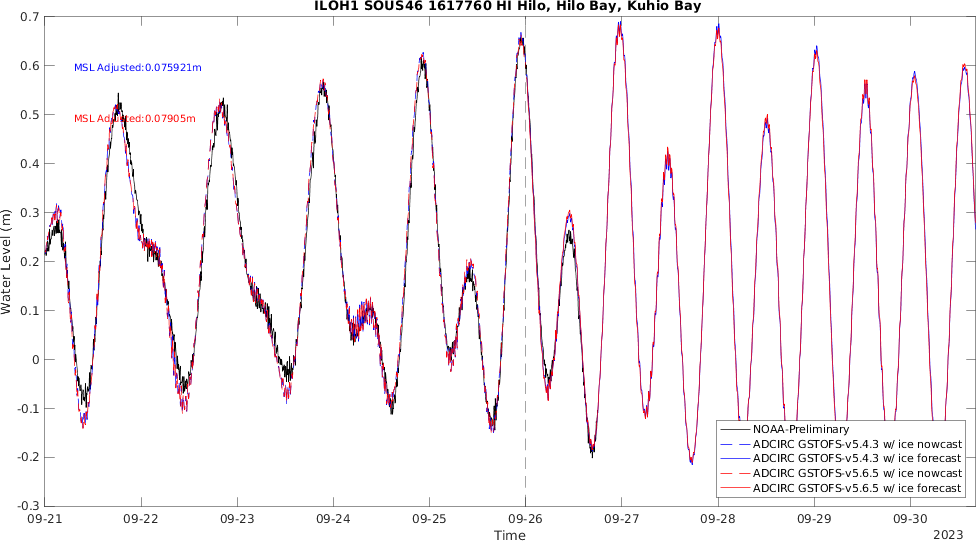 ILOH1 SOUS46 1617760 HI Hilo, Hilo Bay, Kuhio Bay
0.7
0.6
0.5
0.4
0.3
0.2
0.1
0
-0.1
-0.2
-0.3
Water Level (m)
MSL Adjusted:0.075921m
MSL Adjusted:0.07905m
NOAA-Preliminary
ADCIRC GSTOFS-v5.4.3 w/ ice nowcast
ADCIRC GSTOFS-v5.4.3 w/ ice forecast
ADCIRC GSTOFS-v5.6.5 w/ ice nowcast
ADCIRC GSTOFS-v5.6.5 w/ ice forecast
09-21 09-22 09-23 09-24 09-25 09-26 09-27 09-28 09-29 09-30
Time
2023